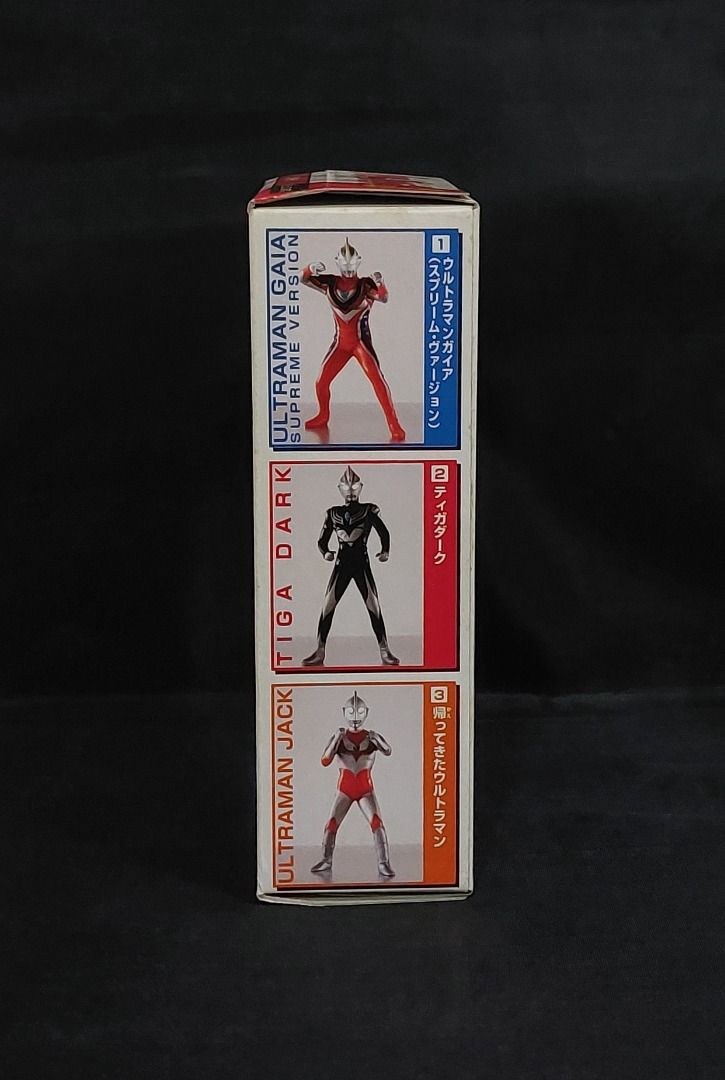 ULTRAMAN GAIA
SUPREME VERSION
1 ウルトラマンガイア
（スプリーム・ヴァージョン）
TIGA DARK
2 ティガダーク
ULTRAMAN JACK
3 帰ってきたウルトラマン
かえ